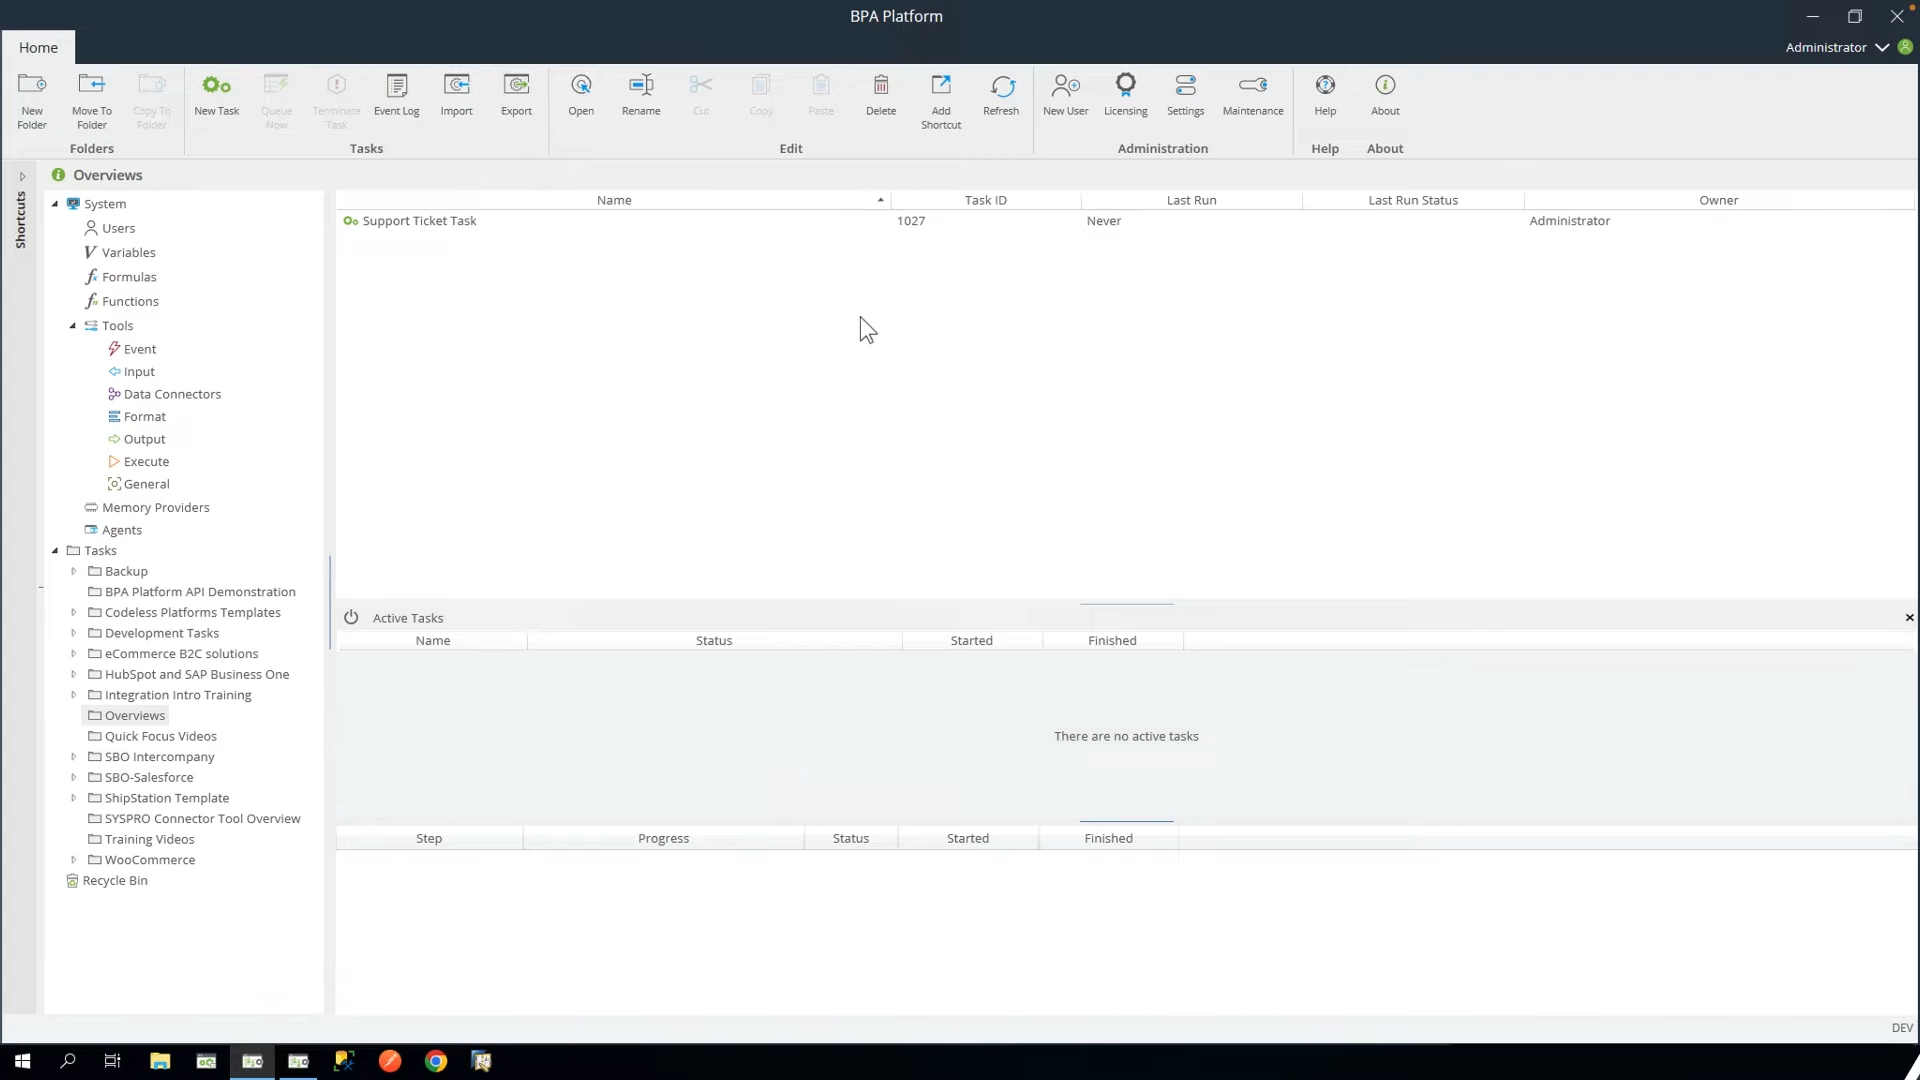 BPA Platform
Home
Administrator
New Folder
Move To Folder
Copy To Folder
New Task
Queue Now
Terminate Task
Event Log
Import
Export
Open
Rename
Cut
Copy
Paste
Delete
Add Shortcut
Refresh
New User
Licensing
Settings
Maintenance
Help
About
Folders
Tasks
Edit
Administration
Help
About
Shortcuts
Overviews
System
Users
Variables
Formulas
Functions
Tools
Event
Input
Data Connectors
Format
Output
Execute
General
Memory Providers
Agents
Tasks
Backup
BPA Platform API Demonstration
Codeless Platforms Templates
Development Tasks
eCommerce B2C solutions
HubSpot and SAP Business One
Integration Intro Training
Overviews
Quick Focus Videos
SBO Intercompany
SBO-Salesforce
ShipStation Template
SYSPRO Connector Tool Overview
Training Videos
WooCommerce
Recycle Bin
Name Task ID Last Run Last Run Status Owner
Support Ticket Task 1027 Never Administrator
Active Tasks
Name Status Started Finished
There are no active tasks
Step Progress Status Started Finished
DEV